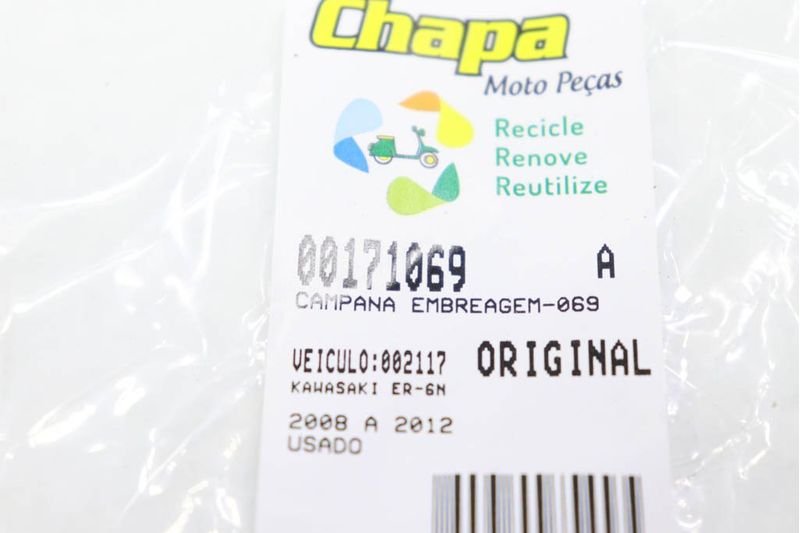 Chapa
Moto Peças
Recicle
Renove
Reutilize
00171069 A
CAMPANA EMBREAGEM-069
VEICULO:002117 ORIGINAL
KAWASAKI ER-6N
2008 A 2012
USADO